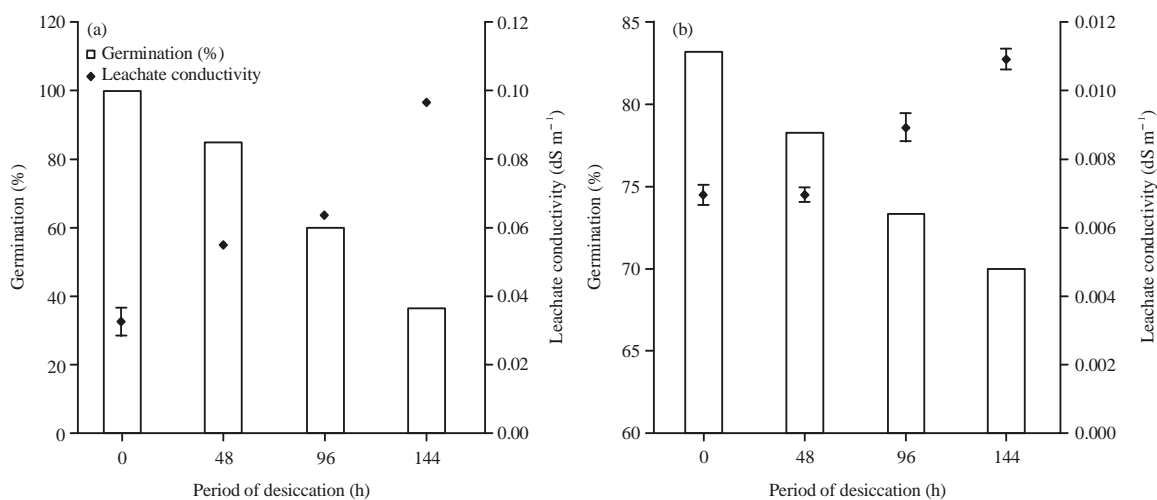 (a)
Germination (%)
Leachate conductivity
120
100
80
60
40
20
0
Germination (%)
0.12
0.10
0.08
0.06
0.04
0.02
0.00
Leachate conductivity (dS m⁻¹)
0 48 96 144
Period of desiccation (h)
(b)
85
80
75
70
65
60
Germination (%)
0.012
0.010
0.008
0.006
0.004
0.002
0.000
Leachate conductivity (dS m⁻¹)
0 48 96 144
Period of desiccation (h)